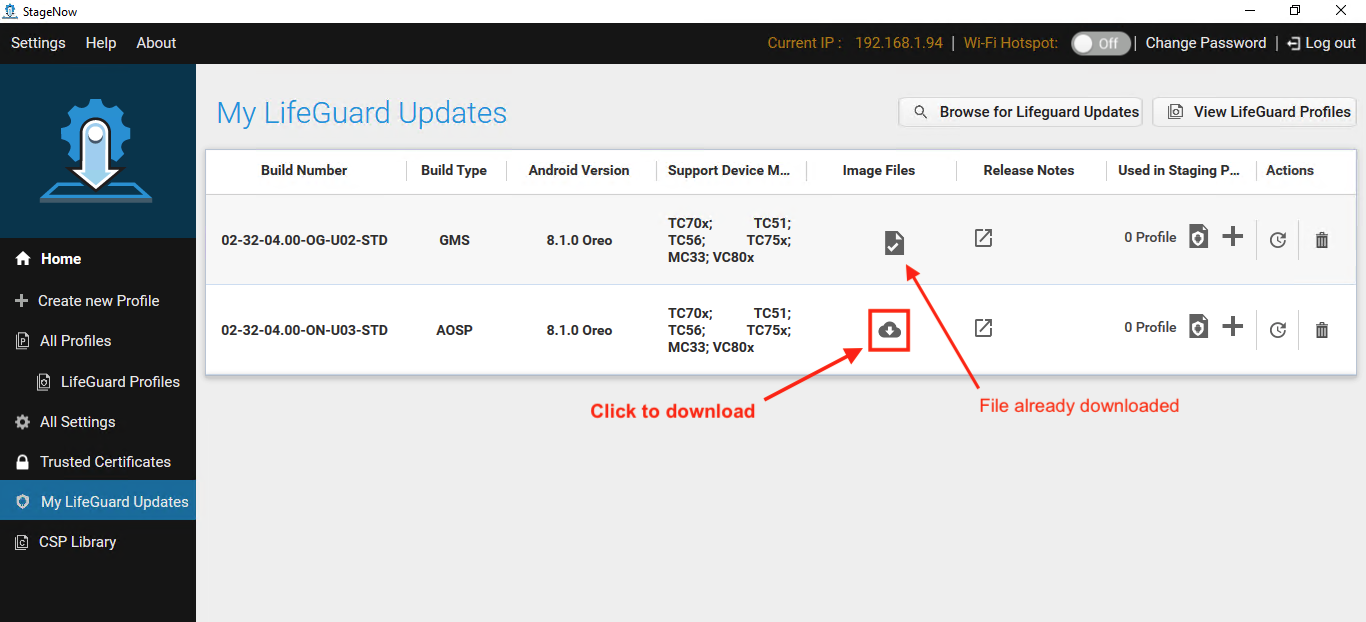 StageNow
Settings Help About
Current IP : 192.168.1.94 | Wi-Fi Hotspot: Off | Change Password | Log out
My LifeGuard Updates
Browse for Lifeguard Updates
View LifeGuard Profiles
Build Number Build Type Android Version Support Device M... Image Files Release Notes Used in Staging P... Actions
02-32-04.00-OG-U02-STD GMS 8.1.0 Oreo
TC70x; TC51;
TC56; TC75x;
MC33; VC80x
0 Profile
02-32-04.00-ON-U03-STD AOSP 8.1.0 Oreo
TC70x; TC51;
TC56; TC75x;
MC33; VC80x
0 Profile
Click to download
File already downloaded
Home
Create new Profile
All Profiles
LifeGuard Profiles
All Settings
Trusted Certificates
My LifeGuard Updates
CSP Library